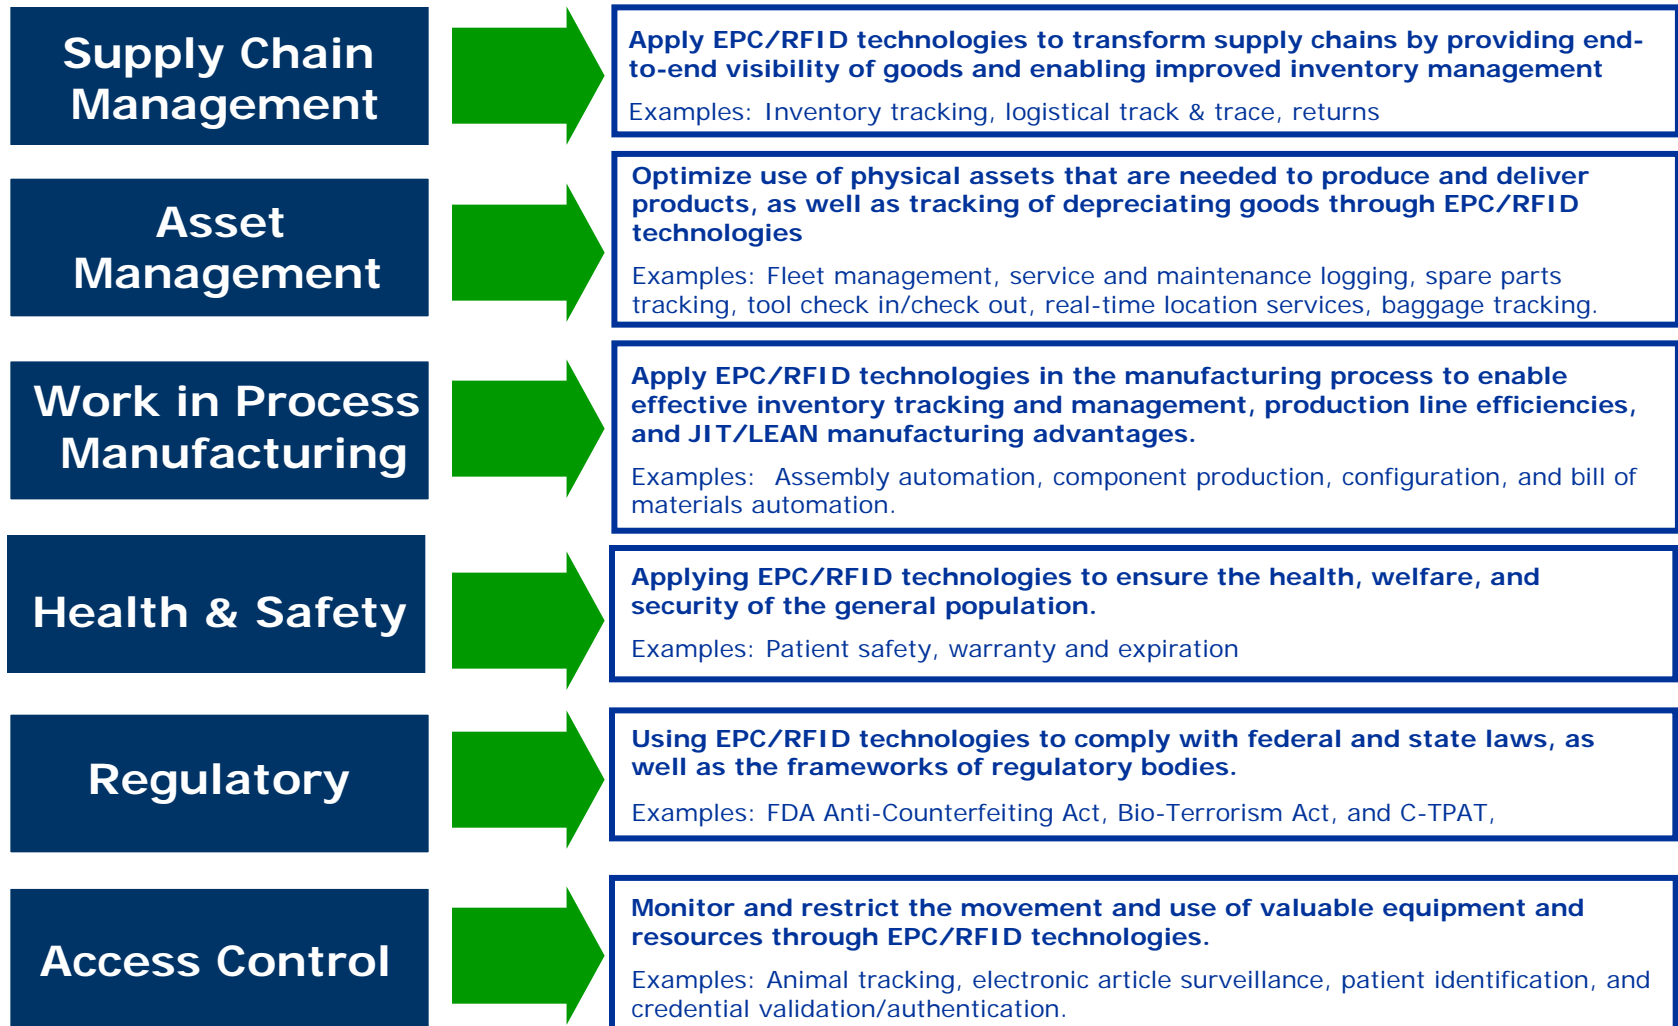 Supply Chain
Management
Apply EPC/RFID technologies to transform supply chains by providing end-
to-end visibility of goods and enabling improved inventory management
Examples: Inventory tracking, logistical track & trace, returns
Asset
Management
Optimize use of physical assets that are needed to produce and deliver
products, as well as tracking of depreciating goods through EPC/RFID
technologies
Examples: Fleet management, service and maintenance logging, spare parts
tracking, tool check in/check out, real-time location services, baggage tracking.
Work in Process
Manufacturing
Apply EPC/RFID technologies in the manufacturing process to enable
effective inventory tracking and management, production line efficiencies,
and JIT/LEAN manufacturing advantages.
Examples: Assembly automation, component production, configuration, and bill of
materials automation.
Health & Safety
Applying EPC/RFID technologies to ensure the health, welfare, and
security of the general population.
Examples: Patient safety, warranty and expiration
Regulatory
Using EPC/RFID technologies to comply with federal and state laws, as
well as the frameworks of regulatory bodies.
Examples: FDA Anti-Counterfeiting Act, Bio-Terrorism Act, and C-TPAT,
Access Control
Monitor and restrict the movement and use of valuable equipment and
resources through EPC/RFID technologies.
Examples: Animal tracking, electronic article surveillance, patient identification, and
credential validation/authentication.